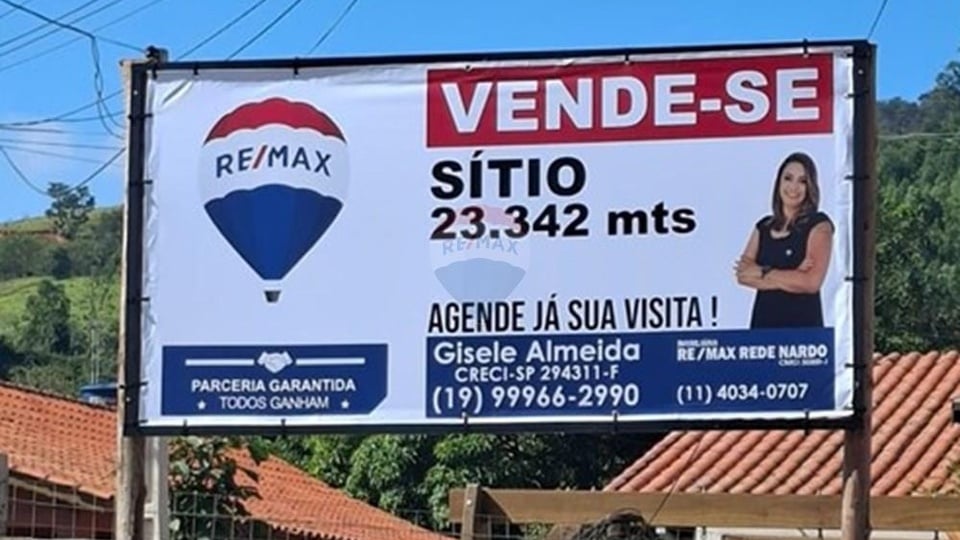 RE/MAX
VENDE-SE
SÍTIO
23.342 mts
RE/MAX
AGENDE JÁ SUA VISITA !
PARCERIA GARANTIDA
TODOS GANHAM
Gisele Almeida
CRECI-SP 294311-F
(19) 99966-2990
IMOBILIÁRIA
RE/MAX REDE NARDO
(11) 4034-0707